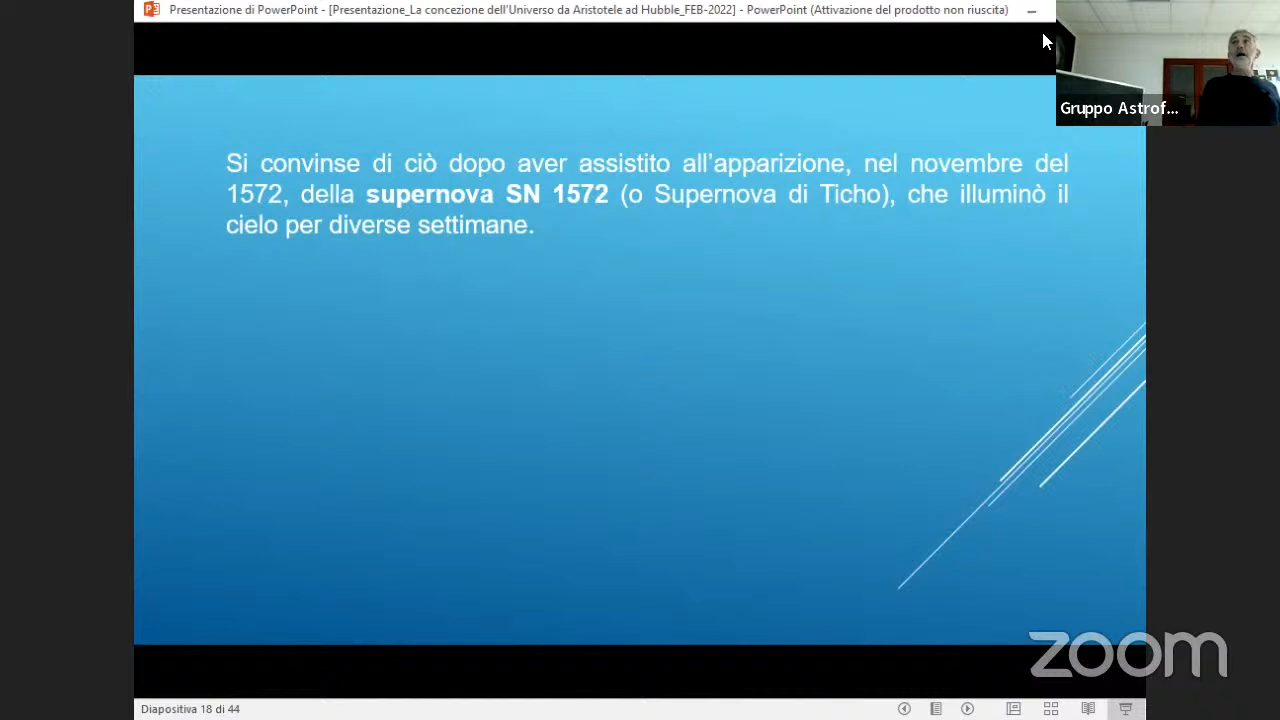 Presentazione di PowerPoint - [Presentazione_La concezione dell'Universo da Aristotele ad Hubble_FEB-2022] - PowerPoint (Attivazione del prodotto non riuscita)
Gruppo Astrof...
Si convinse di ciò dopo aver assistito all'apparizione, nel novembre del
1572, della supernova SN 1572 (o Supernova di Ticho), che illuminò il
cielo per diverse settimane.
zoom
Diapositiva 18 di 44